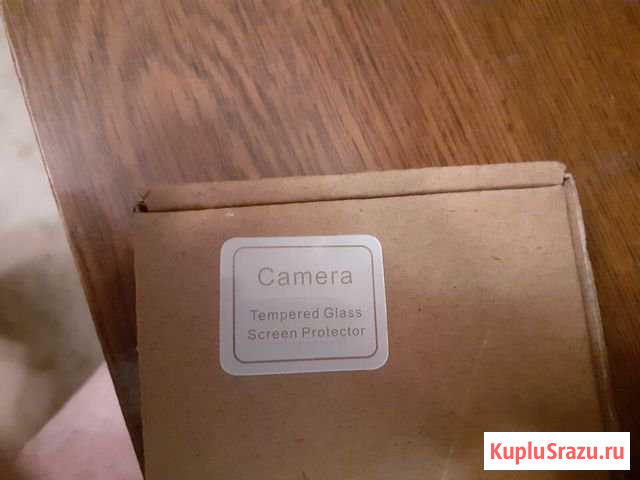 Camera
Tempered Glass
Screen Protector
KupluSrazu.ru